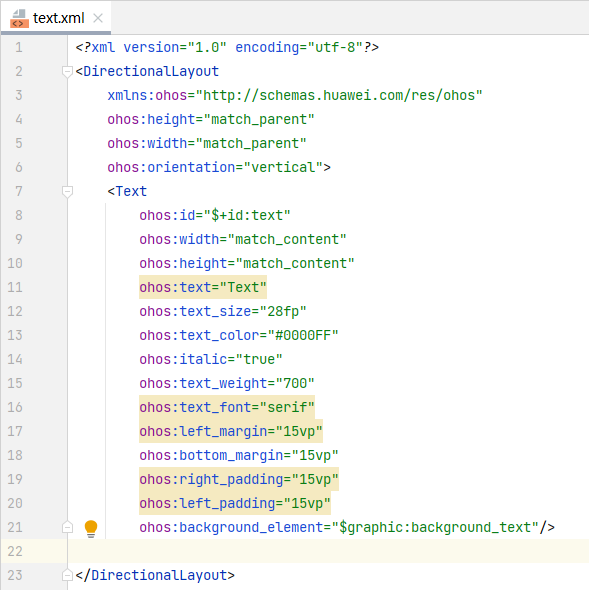 text.xml
1 <?xml version="1.0" encoding="utf-8"?>
2 <DirectionalLayout
3 xmlns:ohos="http://schemas.huawei.com/res/ohos"
4 ohos:height="match_parent"
5 ohos:width="match_parent"
6 ohos:orientation="vertical">
7 <Text
8 ohos:id="$+id:text"
9 ohos:width="match_content"
10 ohos:height="match_content"
11 ohos:text="Text"
12 ohos:text_size="28fp"
13 ohos:text_color="#0000FF"
14 ohos:italic="true"
15 ohos:text_weight="700"
16 ohos:text_font="serif"
17 ohos:left_margin="15vp"
18 ohos:bottom_margin="15vp"
19 ohos:right_padding="15vp"
20 ohos:left_padding="15vp"
21 ohos:background_element="$graphic:background_text"/>
22
23 </DirectionalLayout>